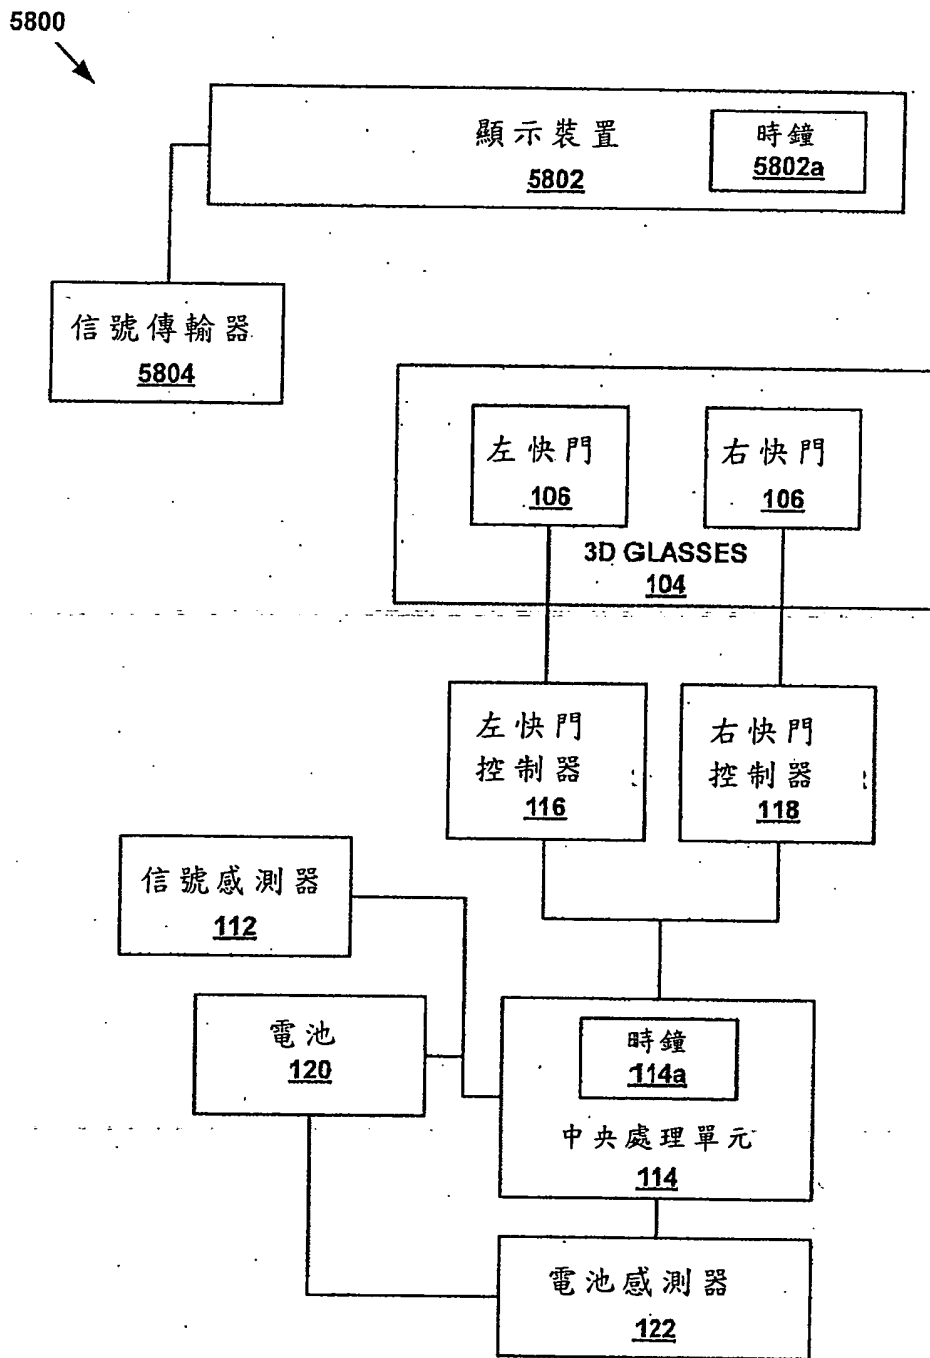 5800
顯示裝置
5802
時鐘
5802a
信號傳輸器
5804
左快門
106
右快門
106
3D GLASSES
104
左快門
控制器
116
右快門
控制器
118
信號感測器
112
電池
120
時鐘
114a
中央處理單元
114
電池感測器
122